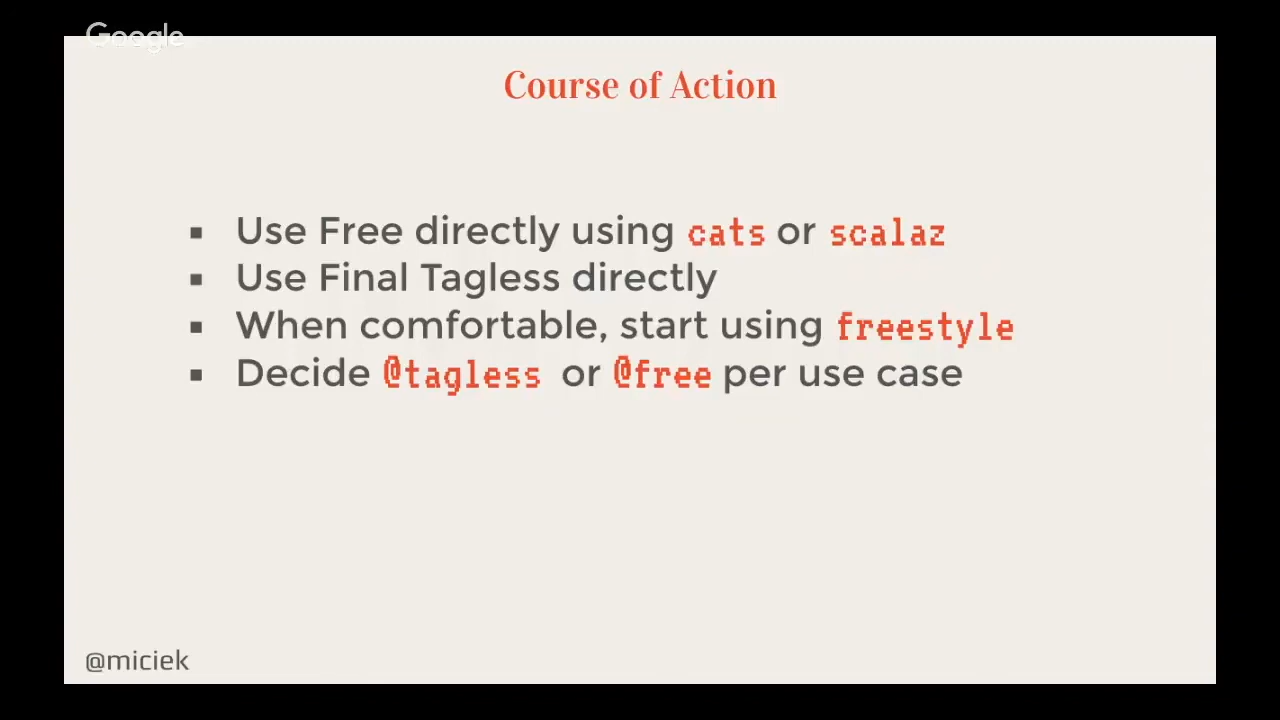 Google
Course of Action
▪ Use Free directly using cats or scalaz
▪ Use Final Tagless directly
▪ When comfortable, start using freestyle
▪ Decide @tagless or @free per use case
@miciek